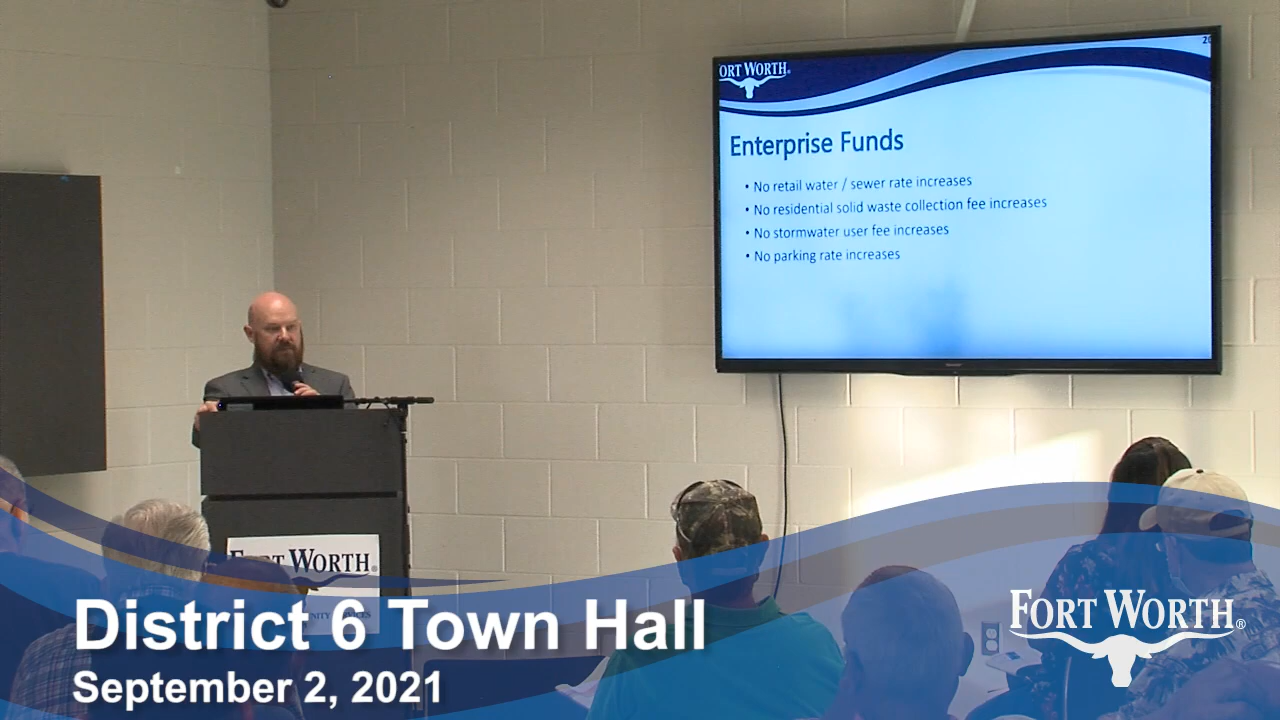 FORT WORTH®
Enterprise Funds
• No retail water / sewer rate increases
• No residential solid waste collection fee increases
• No stormwater user fee increases
• No parking rate increases
FORT WORTH®
District 6 Town Hall
September 2, 2021
FORT WORTH®